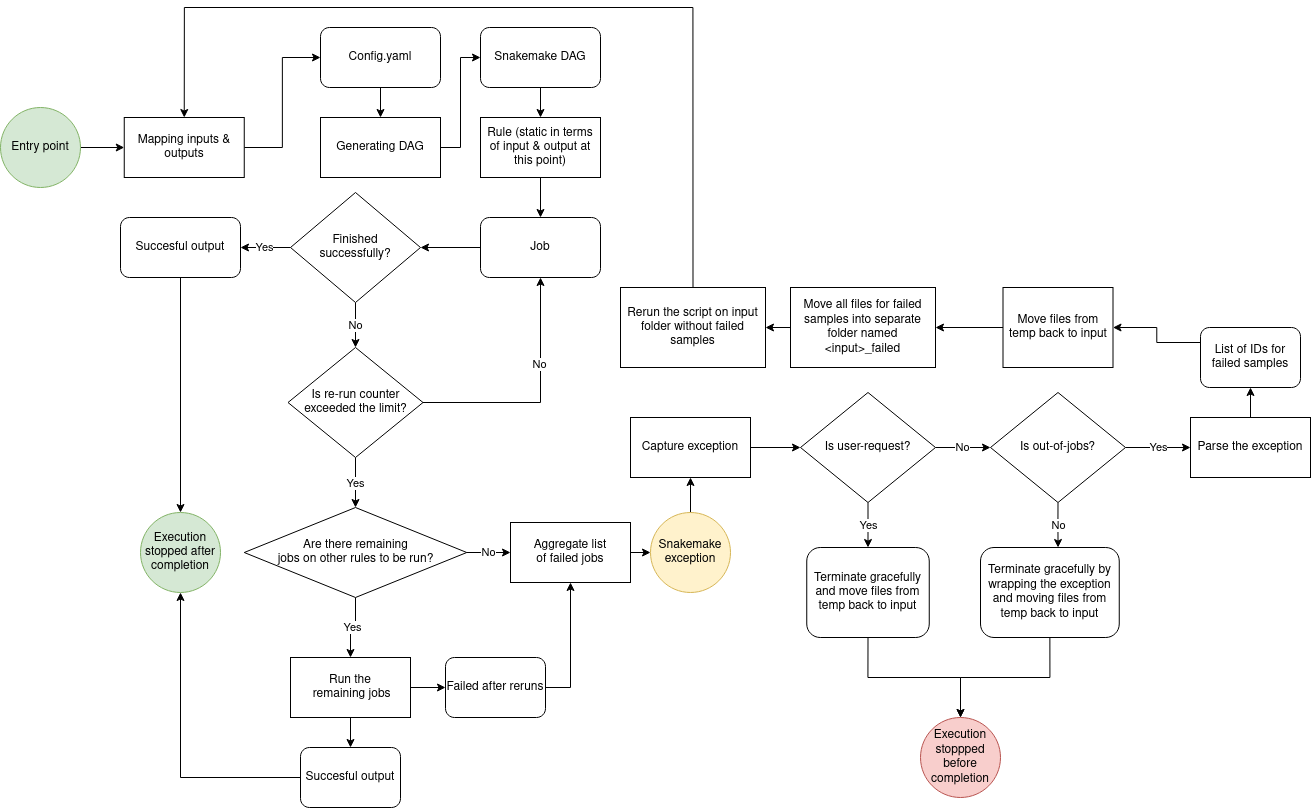 Config.yaml
Snakemake DAG
Entry point
Mapping inputs &
outputs
Generating DAG
Rule (static in terms
of input & output at
this point)
Succesful output
Yes
Finished
successfully?
Job
No
Is re-run counter
exceeded the limit?
No
Yes
Rerun the script on input
folder without failed
samples
Move all files for failed
samples into separate
folder named
<input>_failed
Move files from
temp back to input
List of IDs for
failed samples
Capture exception
Is user-request?
No
Is out-of-jobs?
Yes
Parse the exception
Yes
No
Execution
stopped after
completion
Are there remaining
jobs on other rules to be run?
No
Aggregate list
of failed jobs
Snakemake
exception
Terminate gracefully
and move files from
temp back to input
Terminate gracefully by
wrapping the exception
and moving files from
temp back to input
Yes
Run the
remaining jobs
Failed after reruns
Succesful output
Execution
stoppped
before
completion